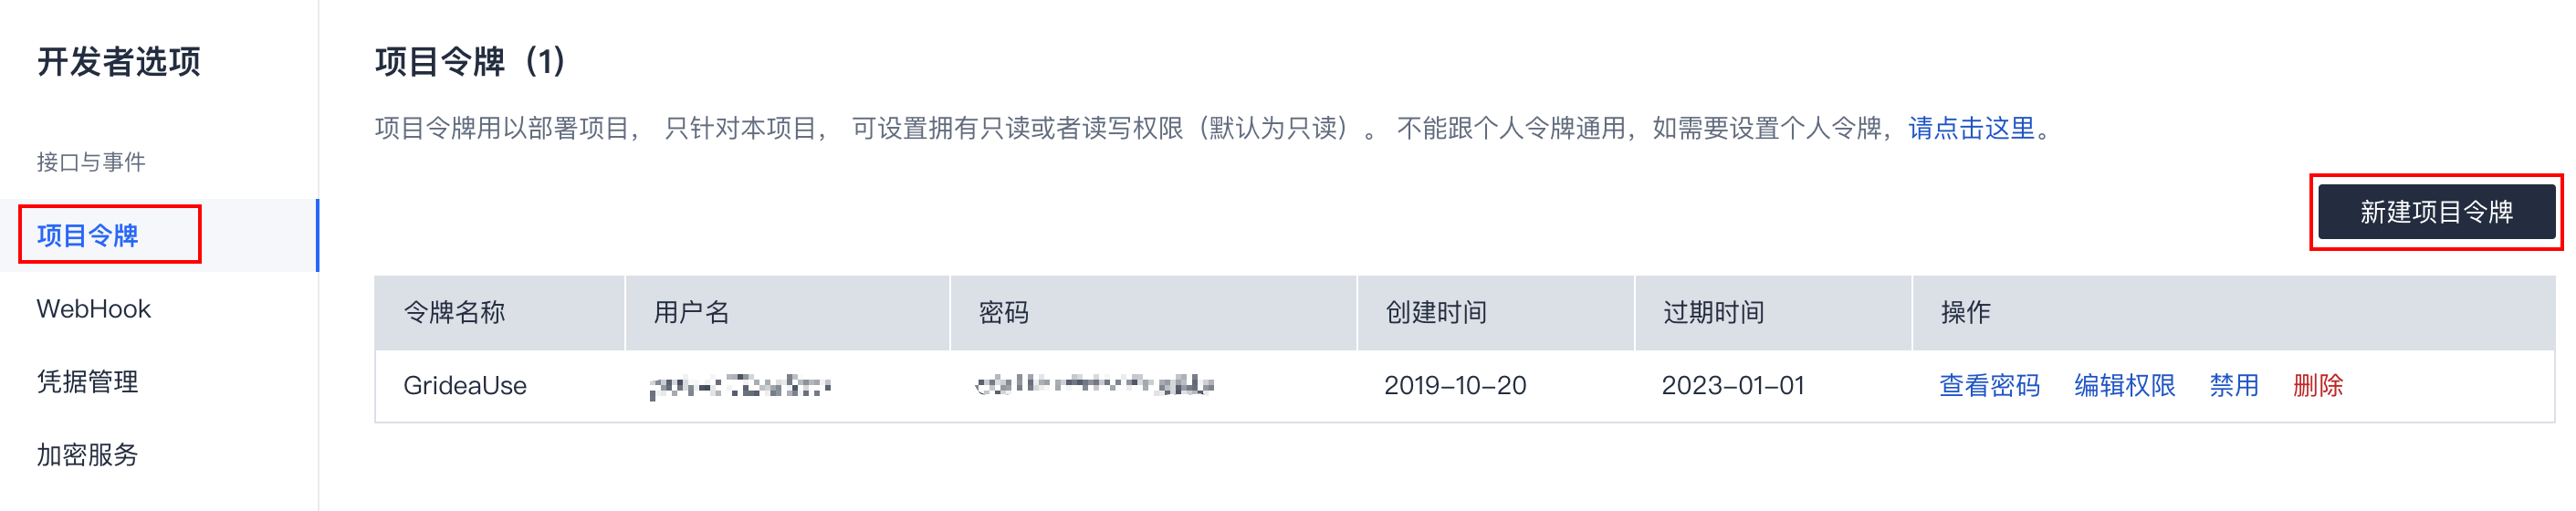 开发者选项
接口与事件
项目令牌
WebHook
凭据管理
加密服务
项目令牌（1）
项目令牌用以部署项目， 只针对本项目， 可设置拥有只读或者读写权限（默认为只读）。 不能跟个人令牌通用，如需要设置个人令牌，请点击这里。
新建项目令牌
令牌名称 用户名 密码 创建时间 过期时间 操作
GrideaUse 2019-10-20 2023-01-01 查看密码 编辑权限 禁用 删除